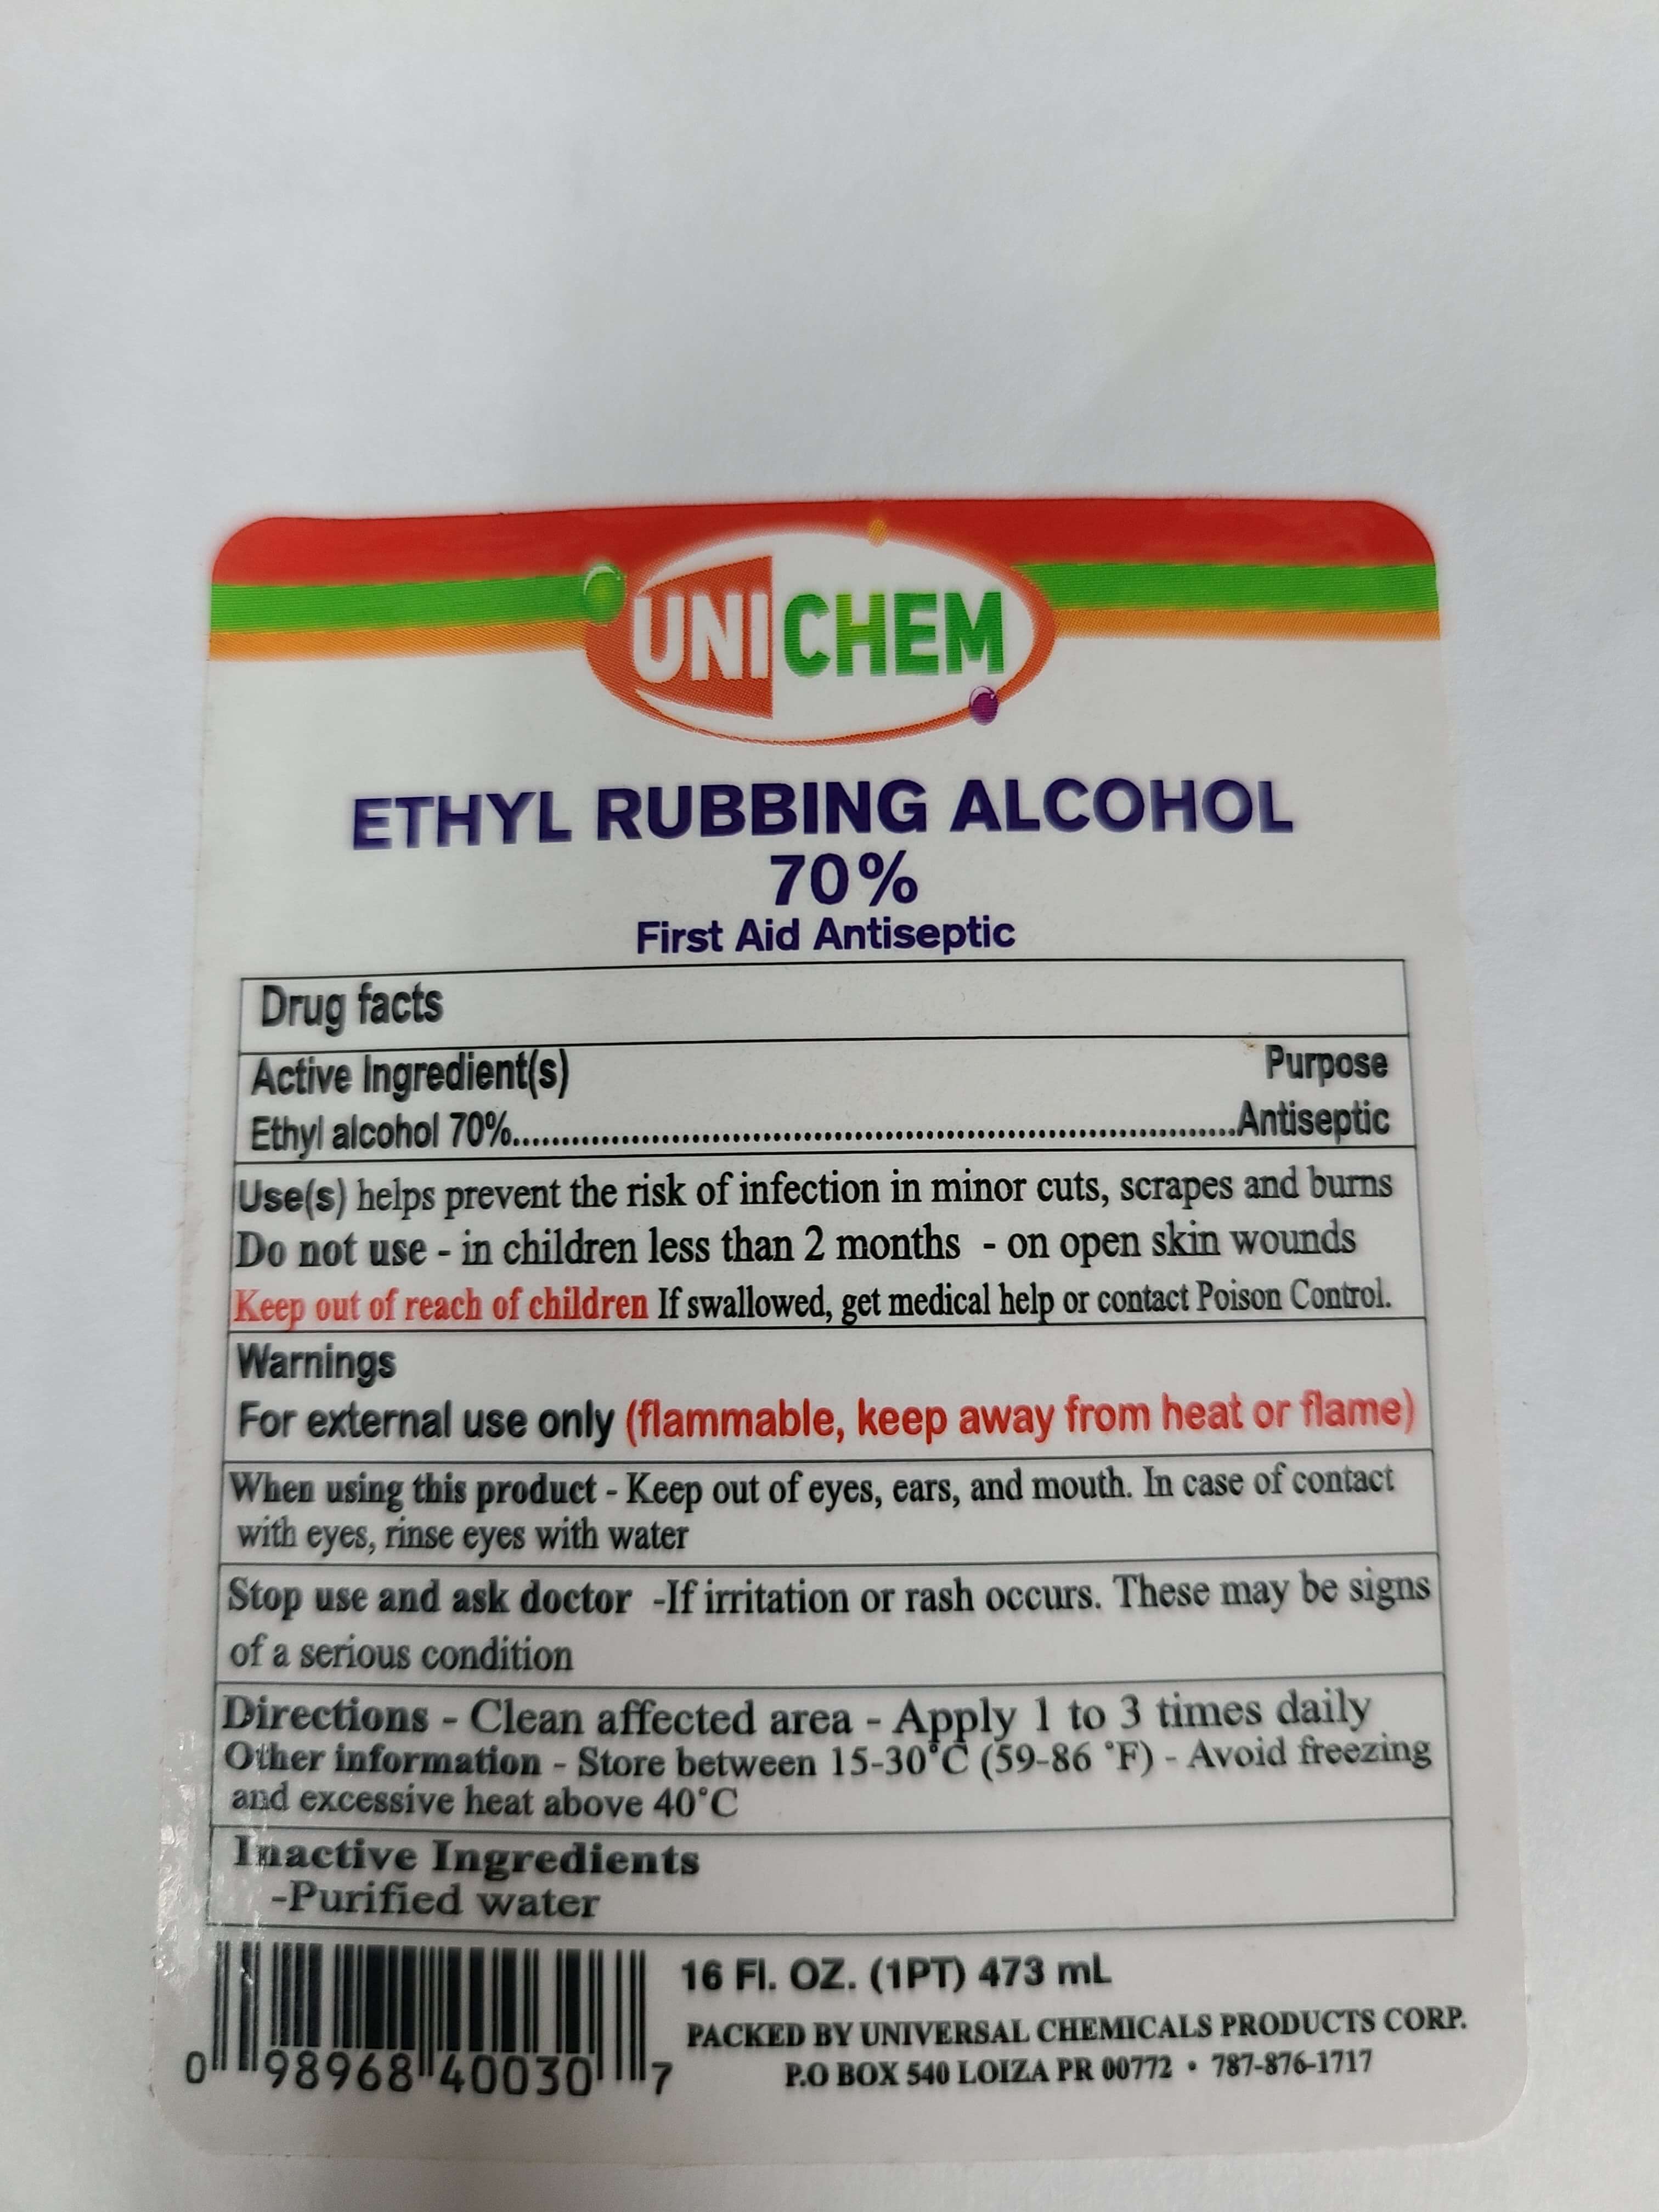 UNICHEM
ETHYL RUBBING ALCOHOL
70%
First Aid Antiseptic
Drug facts
Active Ingredient(s) Purpose
Ethyl alcohol 70%..........................................................................Antiseptic
Use(s) helps prevent the risk of infection in minor cuts, scrapes and burns
Do not use - in children less than 2 months - on open skin wounds
Keep out of reach of children If swallowed, get medical help or contact Poison Control.
Warnings
For external use only (flammable, keep away from heat or flame)
When using this product - Keep out of eyes, ears, and mouth. In case of contact
with eyes, rinse eyes with water
Stop use and ask doctor -If irritation or rash occurs. These may be signs
of a serious condition
Directions - Clean affected area - Apply 1 to 3 times daily
Other information - Store between 15-30°C (59-86 °F) - Avoid freezing
and excessive heat above 40°C
Inactive Ingredients
-Purified water
16 Fl. OZ. (1PT) 473 mL
PACKED BY UNIVERSAL CHEMICALS PRODUCTS CORP.
P.O BOX 540 LOIZA PR 00772 • 787-876-1717
0 98968 40030 7